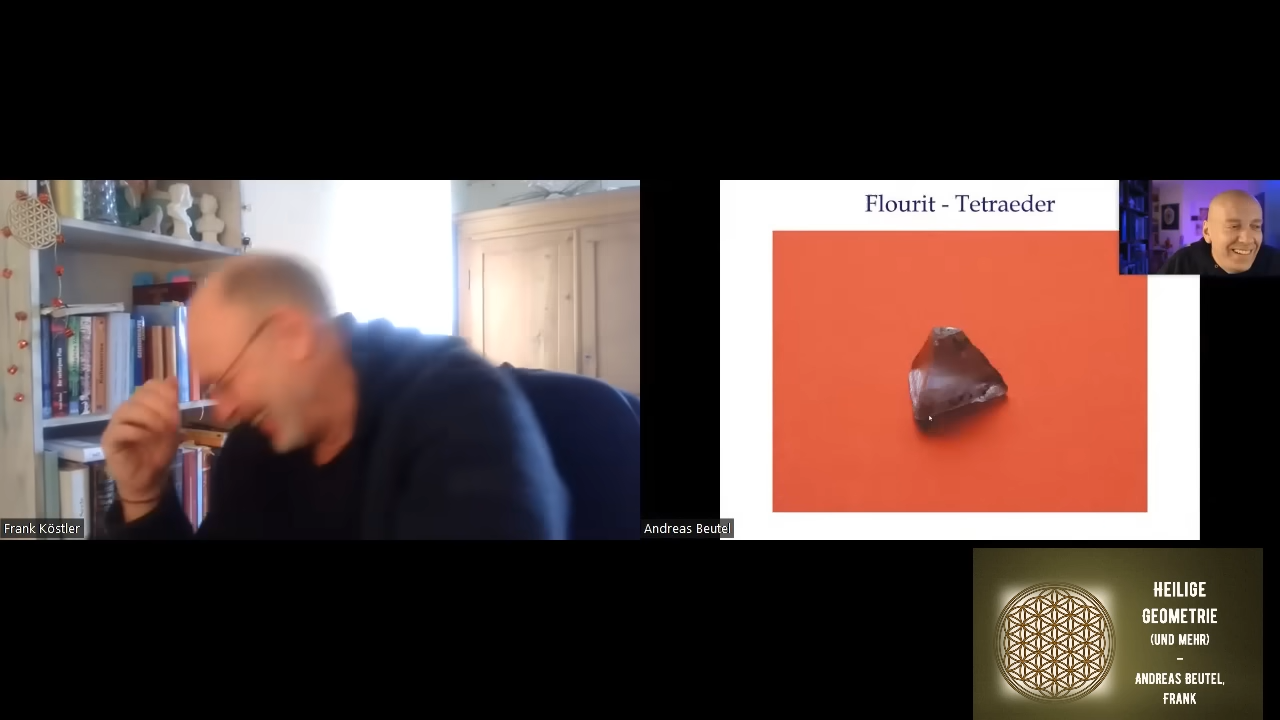 Flourit - Tetraeder
Frank Köstler
Andreas Beutel
HEILIGE
GEOMETRIE
(UND MEHR)
–
ANDREAS BEUTEL,
FRANK